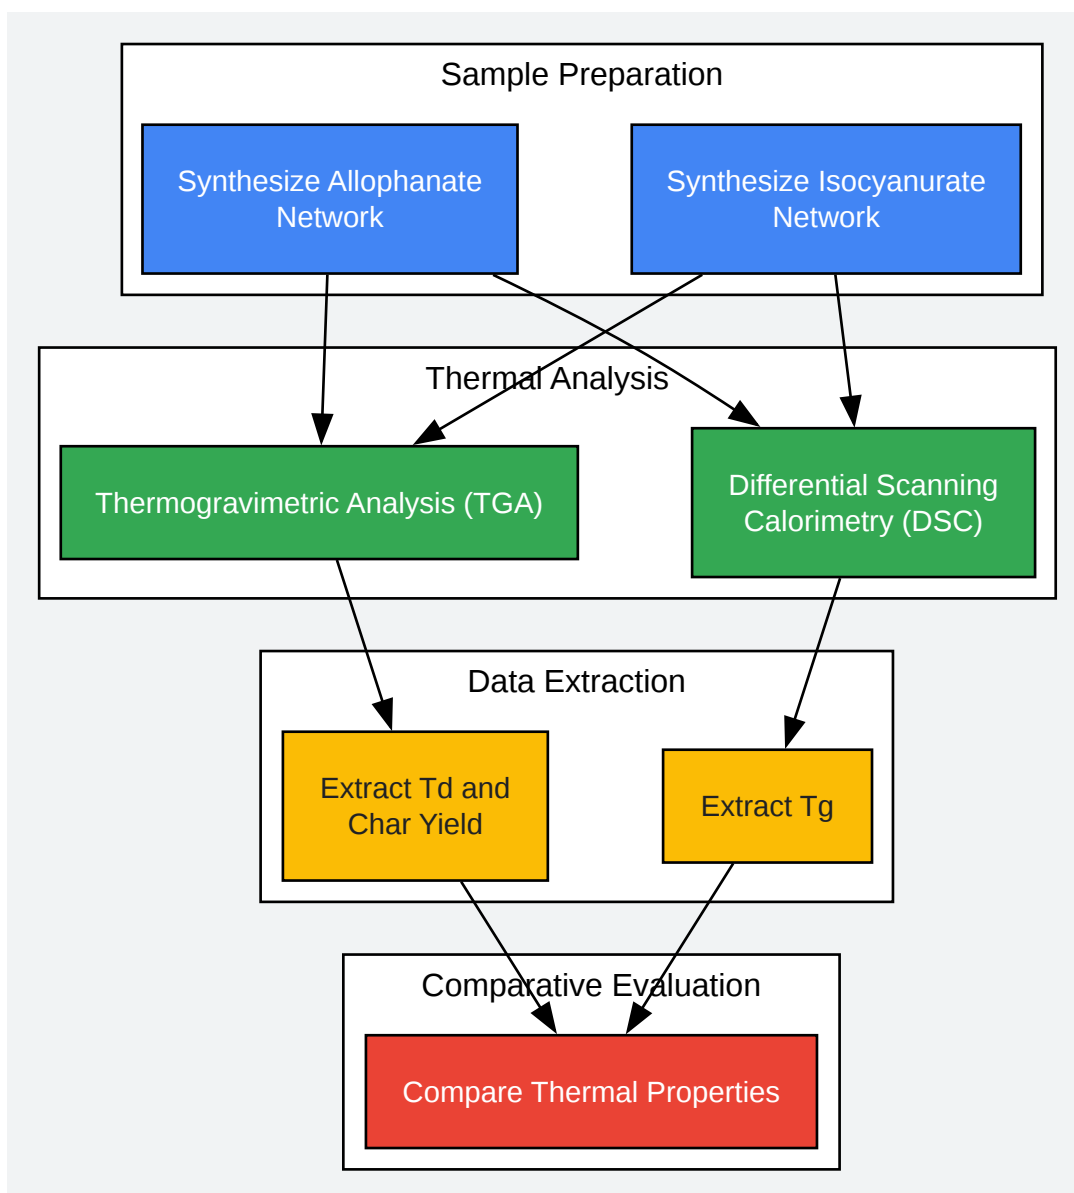 Sample Preparation
Synthesize Allophanate
Network
Synthesize Isocyanurate
Network
Thermal Analysis
Thermogravimetric Analysis (TGA)
Differential Scanning
Calorimetry (DSC)
Data Extraction
Extract Td and
Char Yield
Extract Tg
Comparative Evaluation
Compare Thermal Properties